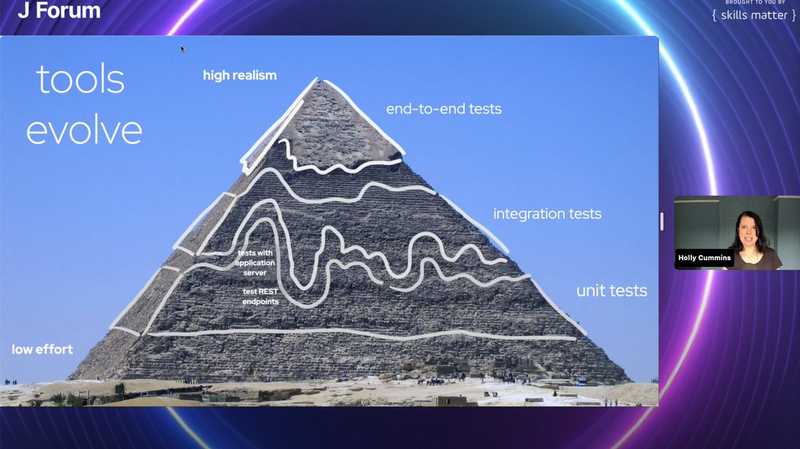 J Forum
BROUGHT TO YOU BY
{ skills matter }
tools
evolve
high realism
end-to-end tests
integration tests
tests with
application
server
test REST
endpoints
unit tests
low effort
Holly Cummins